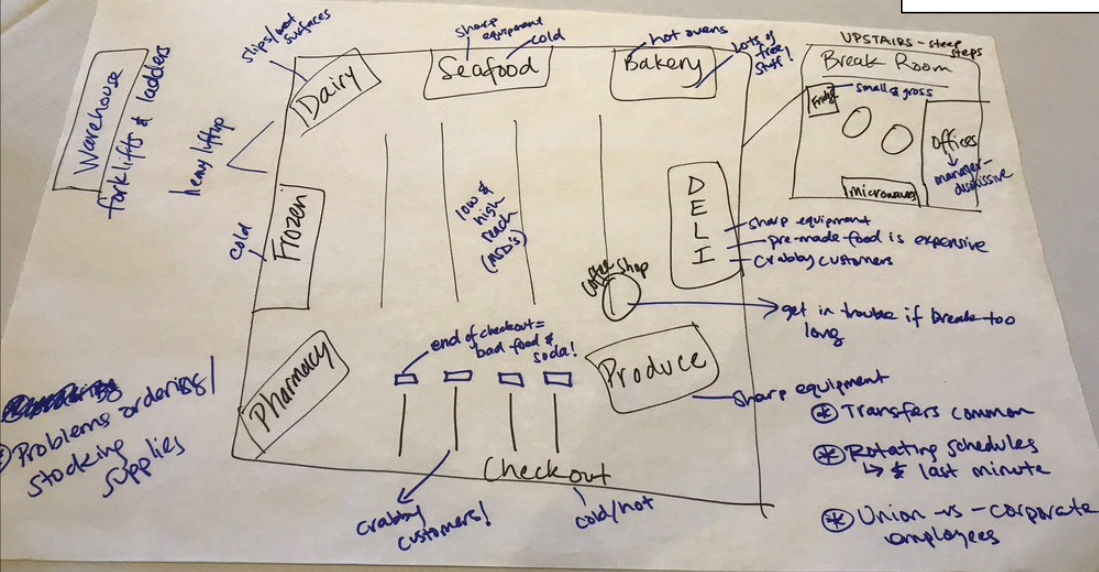 Warehouse
forklifts & ladders
slips/wet
surfaces
Dairy
heavy lifting
sharp
equipment
cold
Seafood
hot ovens
Bakery
lots of
free
stuff!
UPSTAIRS - steep
steps
Break Room
small & gross
Fridge
Microwaves
Offices
manager-
dismissive
cold
Frozen
low &
high
reach
(MSD's)
DELI
sharp equipment
pre-made food is expensive
crabby customers
Coffee Shop
get in trouble if break too
long
Pharmacy
end of checkout =
bad food &
soda!
Produce
sharp equipment
Checkout
cold/hot
crabby
customers!
Problems ordering/
stocking
supplies
* Transfers common
* Rotating schedules
↳ & last minute
* Union -vs- corporate
employees